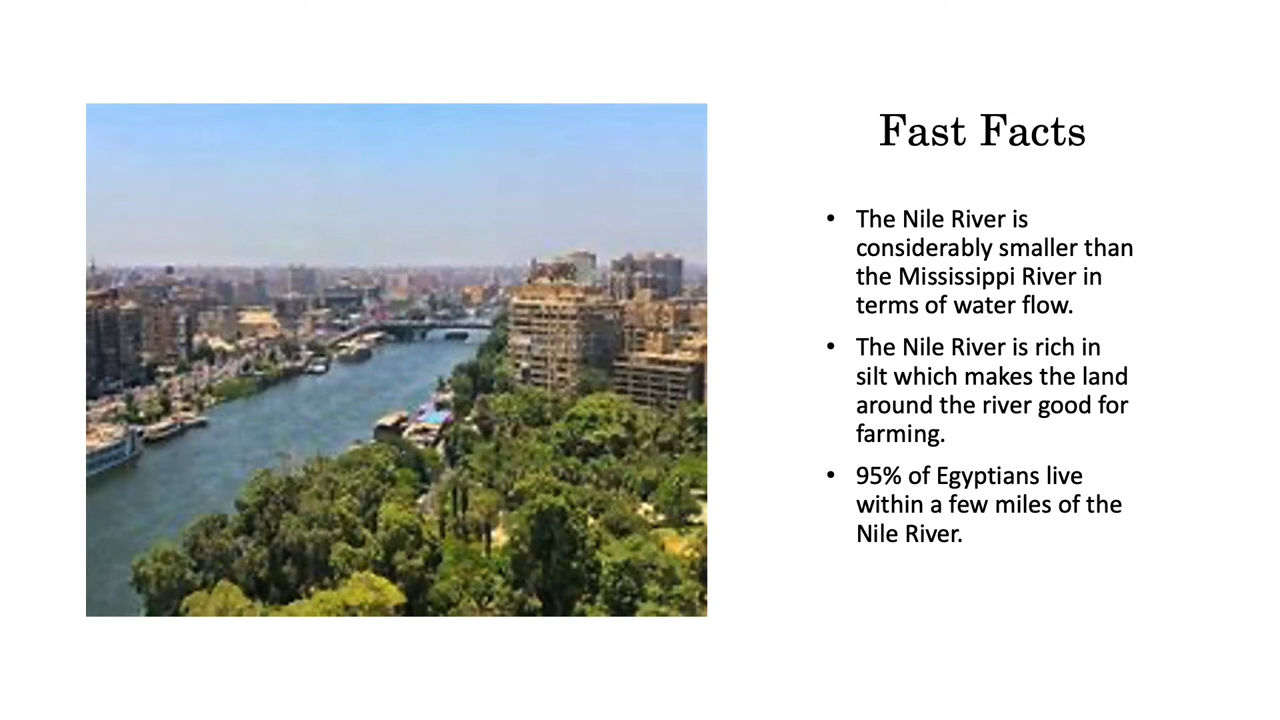 Fast Facts
• The Nile River is
considerably smaller than
the Mississippi River in
terms of water flow.
• The Nile River is rich in
silt which makes the land
around the river good for
farming.
• 95% of Egyptians live
within a few miles of the
Nile River.